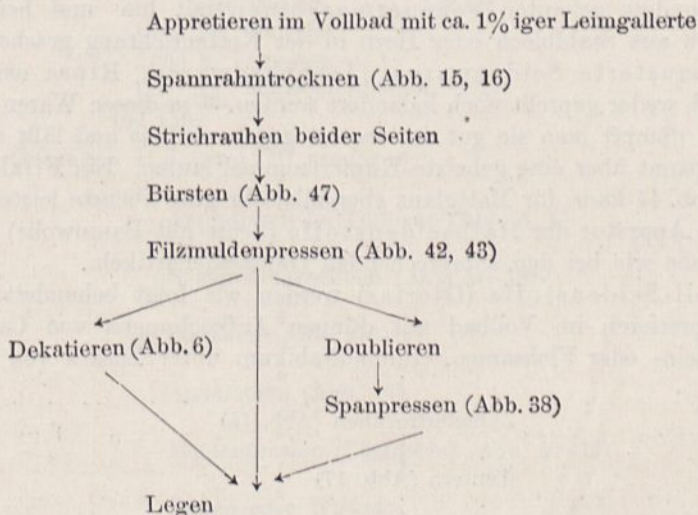 Appretieren im Vollbad mit ca. 1% iger Leimgallerte
Spannrahmtrocknen (Abb. 15, 16)
Strichrauhen beider Seiten
Bürsten (Abb. 47)
Filzmuldenpressen (Abb. 42, 43)
Dekatieren (Abb. 6) Doublieren
Spanpressen (Abb. 38)
Legen